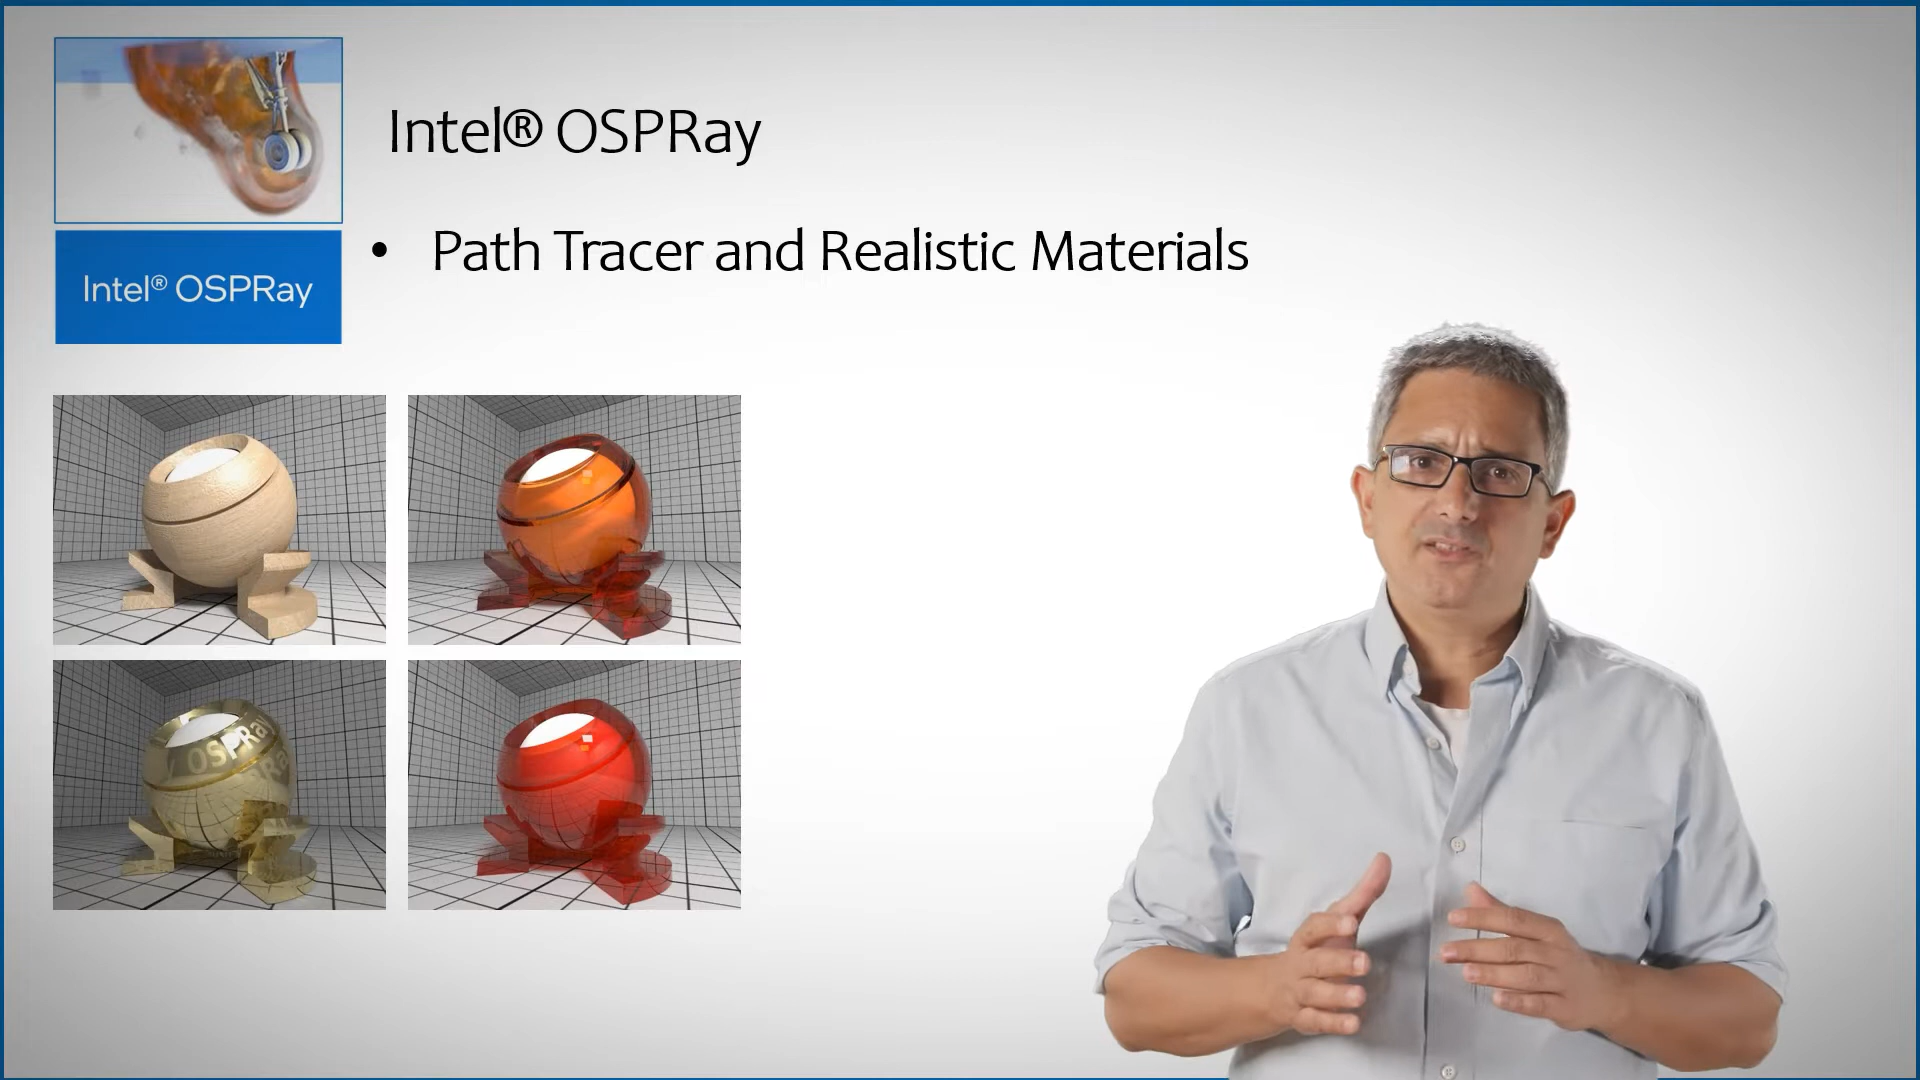 Intel® OSPRay
• Path Tracer and Realistic Materials
Intel® OSPRay
OSPRay